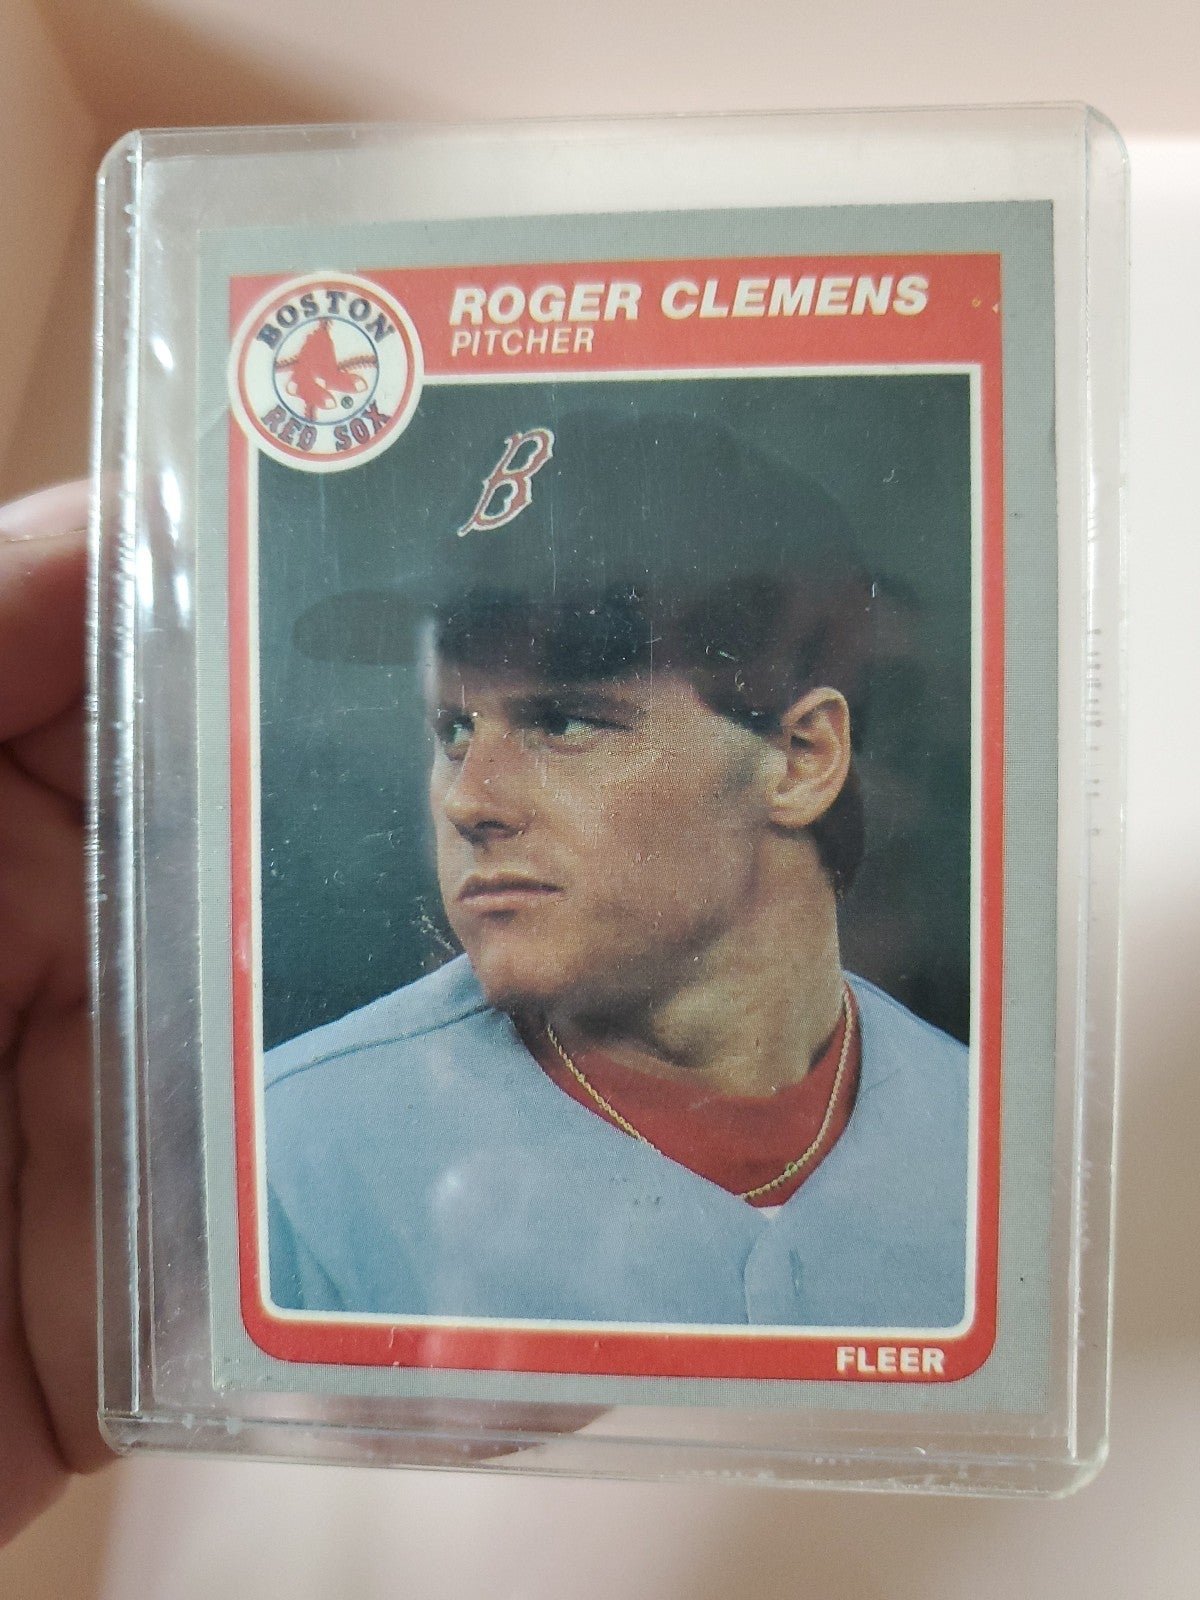 BOSTON
RED SOX
®
ROGER CLEMENS
PITCHER
B
FLEER